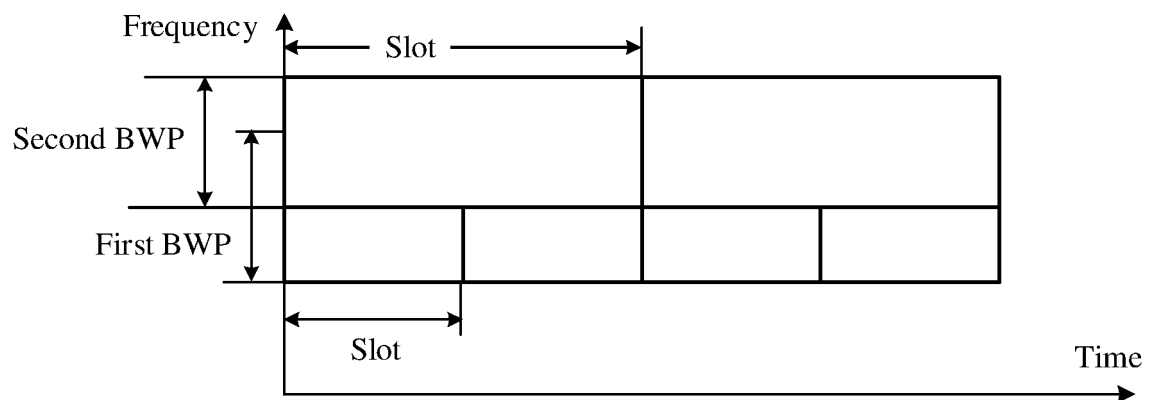 Frequency
Slot
Second BWP
First BWP
Slot
Time